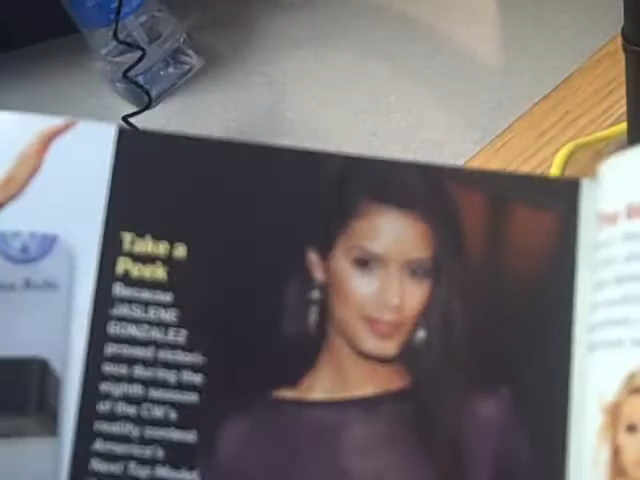 Take a
Peek
Because
JASLENE
GONZALEZ
proved victori-
ous during the
eighth season
of the CW's
reality contest
America's
Next Top Model,